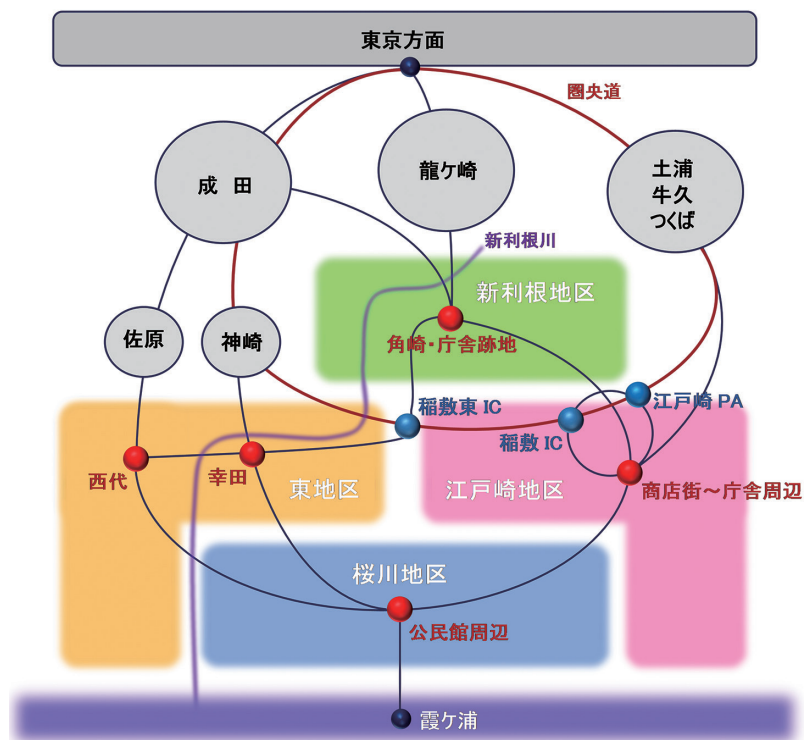 東京方面
圏央道
成 田
龍ケ崎
土浦
牛久
つくば
新利根川
新利根地区
佐原
神崎
角崎・庁舎跡地
稲敷東 IC
江戸崎 PA
稲敷 IC
西代
幸田
東地区
江戸崎地区
商店街～庁舎周辺
桜川地区
公民館周辺
霞ケ浦